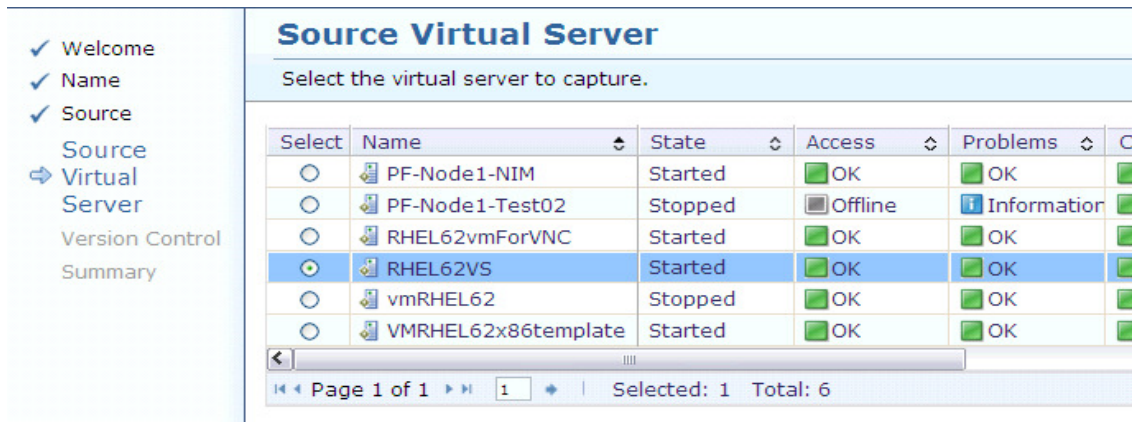 Welcome
Name
Source
Source
Virtual
Server
Version Control
Summary
Source Virtual Server
Select the virtual server to capture.
Select Name State Access Problems C
PF-Node1-NIM Started OK OK
PF-Node1-Test02 Stopped Offline Information
RHEL62vmForVNC Started OK OK
RHEL62VS Started OK OK
vmRHEL62 Stopped OK OK
VMRHEL62x86template Started OK OK
Page 1 of 1 1 Selected: 1 Total: 6